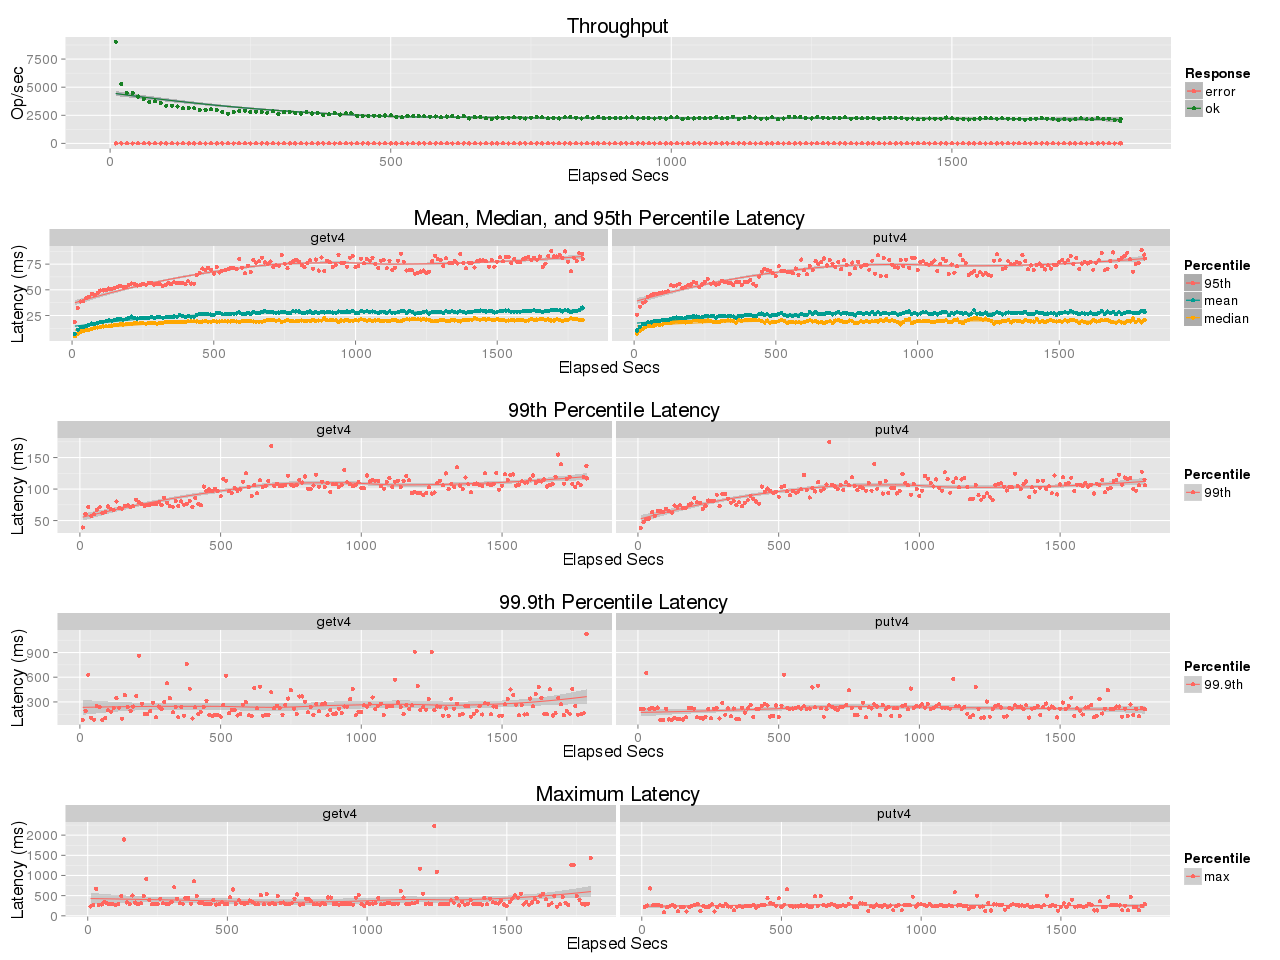 Throughput
Op/sec
7500
5000
2500
0
0 500 1000 1500
Elapsed Secs
Response
error
ok
Mean, Median, and 95th Percentile Latency
getv4 putv4
Latency (ms)
75
50
25
0 500 1000 1500 0 500 1000 1500
Elapsed Secs
Percentile
95th
mean
median
99th Percentile Latency
getv4 putv4
Latency (ms)
150
100
50
0 500 1000 1500 0 500 1000 1500
Elapsed Secs
Percentile
99th
99.9th Percentile Latency
getv4 putv4
Latency (ms)
900
600
300
0 500 1000 1500 0 500 1000 1500
Elapsed Secs
Percentile
99.9th
Maximum Latency
getv4 putv4
Latency (ms)
2000
1500
1000
500
0
0 500 1000 1500 0 500 1000 1500
Elapsed Secs
Percentile
max